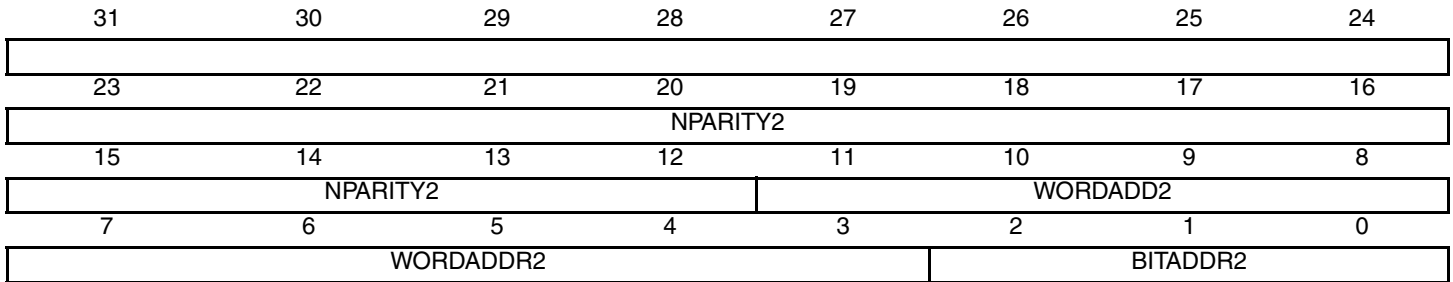 31 30 29 28 27 26 25 24
23 22 21 20 19 18 17 16
NPARITY2
15 14 13 12 11 10 9 8
NPARITY2 WORDADD2
7 6 5 4 3 2 1 0
WORDADDR2 BITADDR2